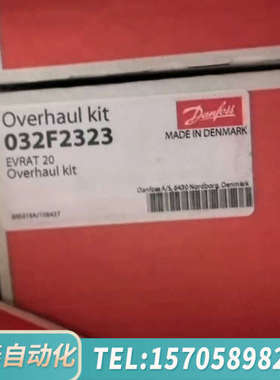 Overhaul kit
032F2323
EVRAT 20
Overhaul kit
Danfoss
MADE IN DENMARK
Danfoss A/S, 6430 Nordborg, Denmark
自动化
TEL:1570589982